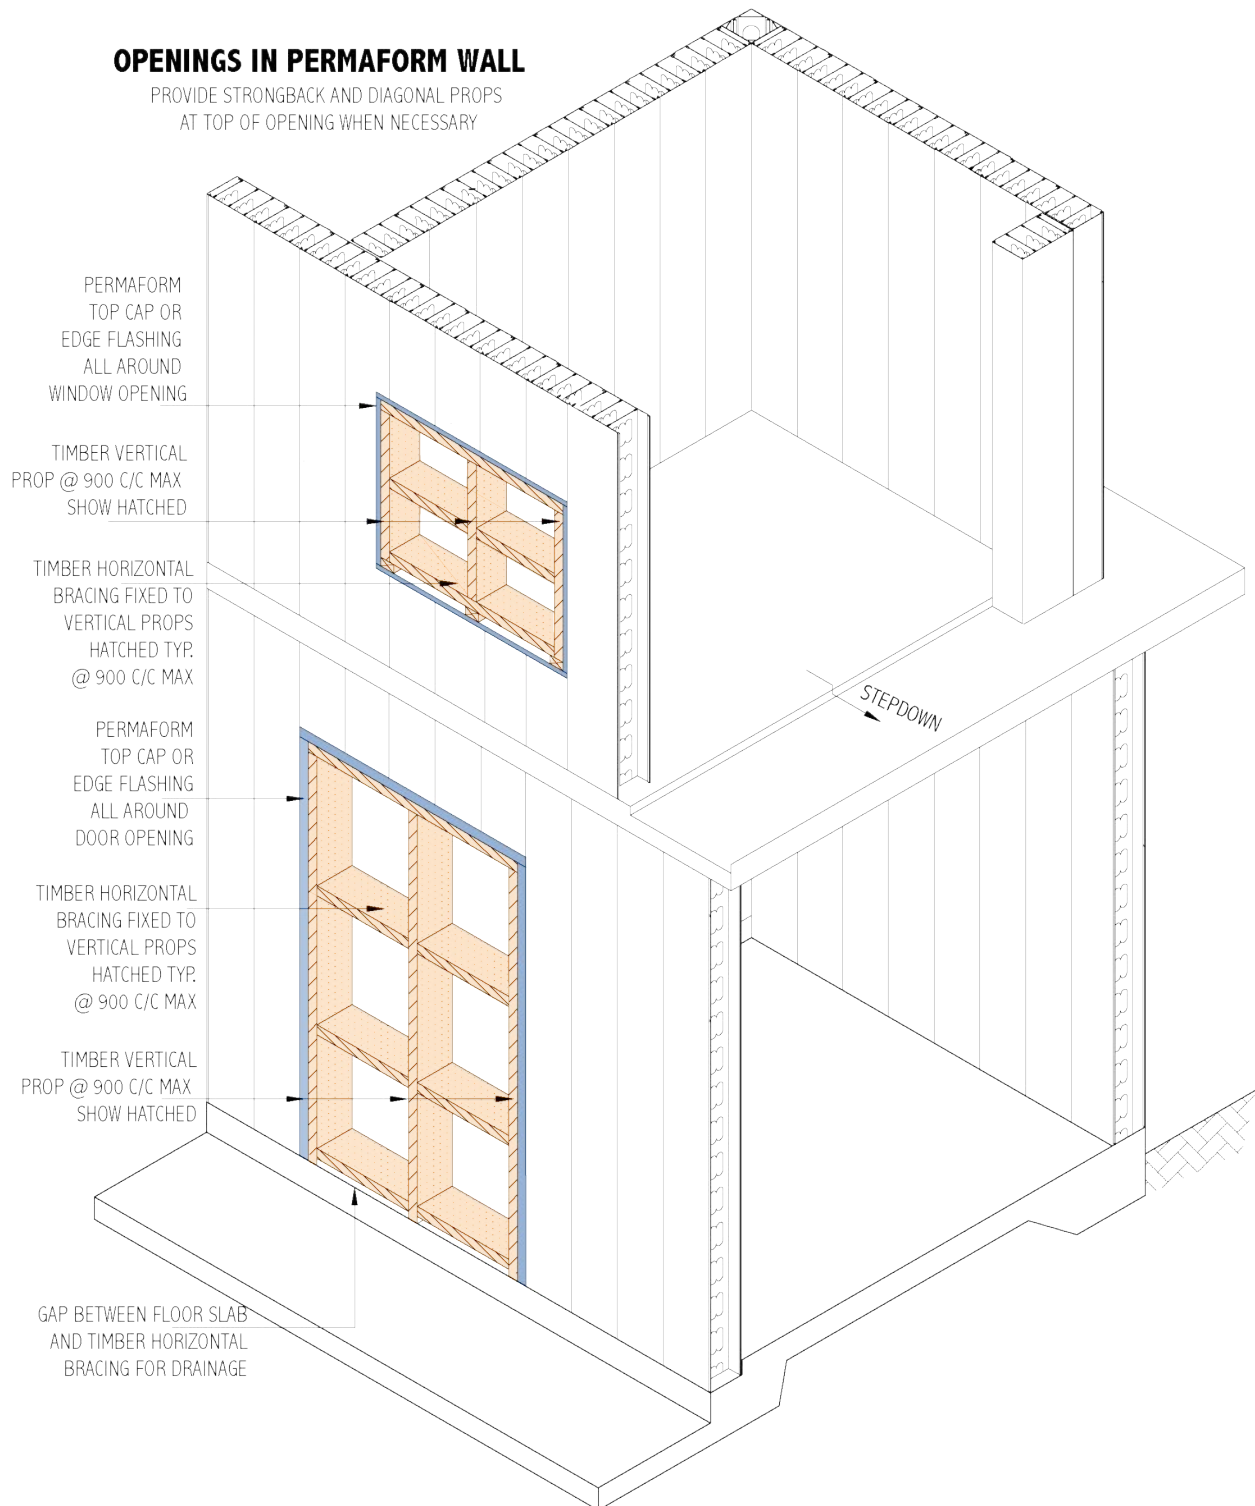 OPENINGS IN PERMAFORM WALL
PROVIDE STRONGBACK AND DIAGONAL PROPS
AT TOP OF OPENING WHEN NECESSARY
PERMAFORM
TOP CAP OR
EDGE FLASHING
ALL AROUND
WINDOW OPENING
TIMBER VERTICAL
PROP @ 900 C/C MAX
SHOW HATCHED
TIMBER HORIZONTAL
BRACING FIXED TO
VERTICAL PROPS
HATCHED TYP.
@ 900 C/C MAX
STEPDOWN
PERMAFORM
TOP CAP OR
EDGE FLASHING
ALL AROUND
DOOR OPENING
TIMBER HORIZONTAL
BRACING FIXED TO
VERTICAL PROPS
HATCHED TYP.
@ 900 C/C MAX
TIMBER VERTICAL
PROP @ 900 C/C MAX
SHOW HATCHED
GAP BETWEEN FLOOR SLAB
AND TIMBER HORIZONTAL
BRACING FOR DRAINAGE